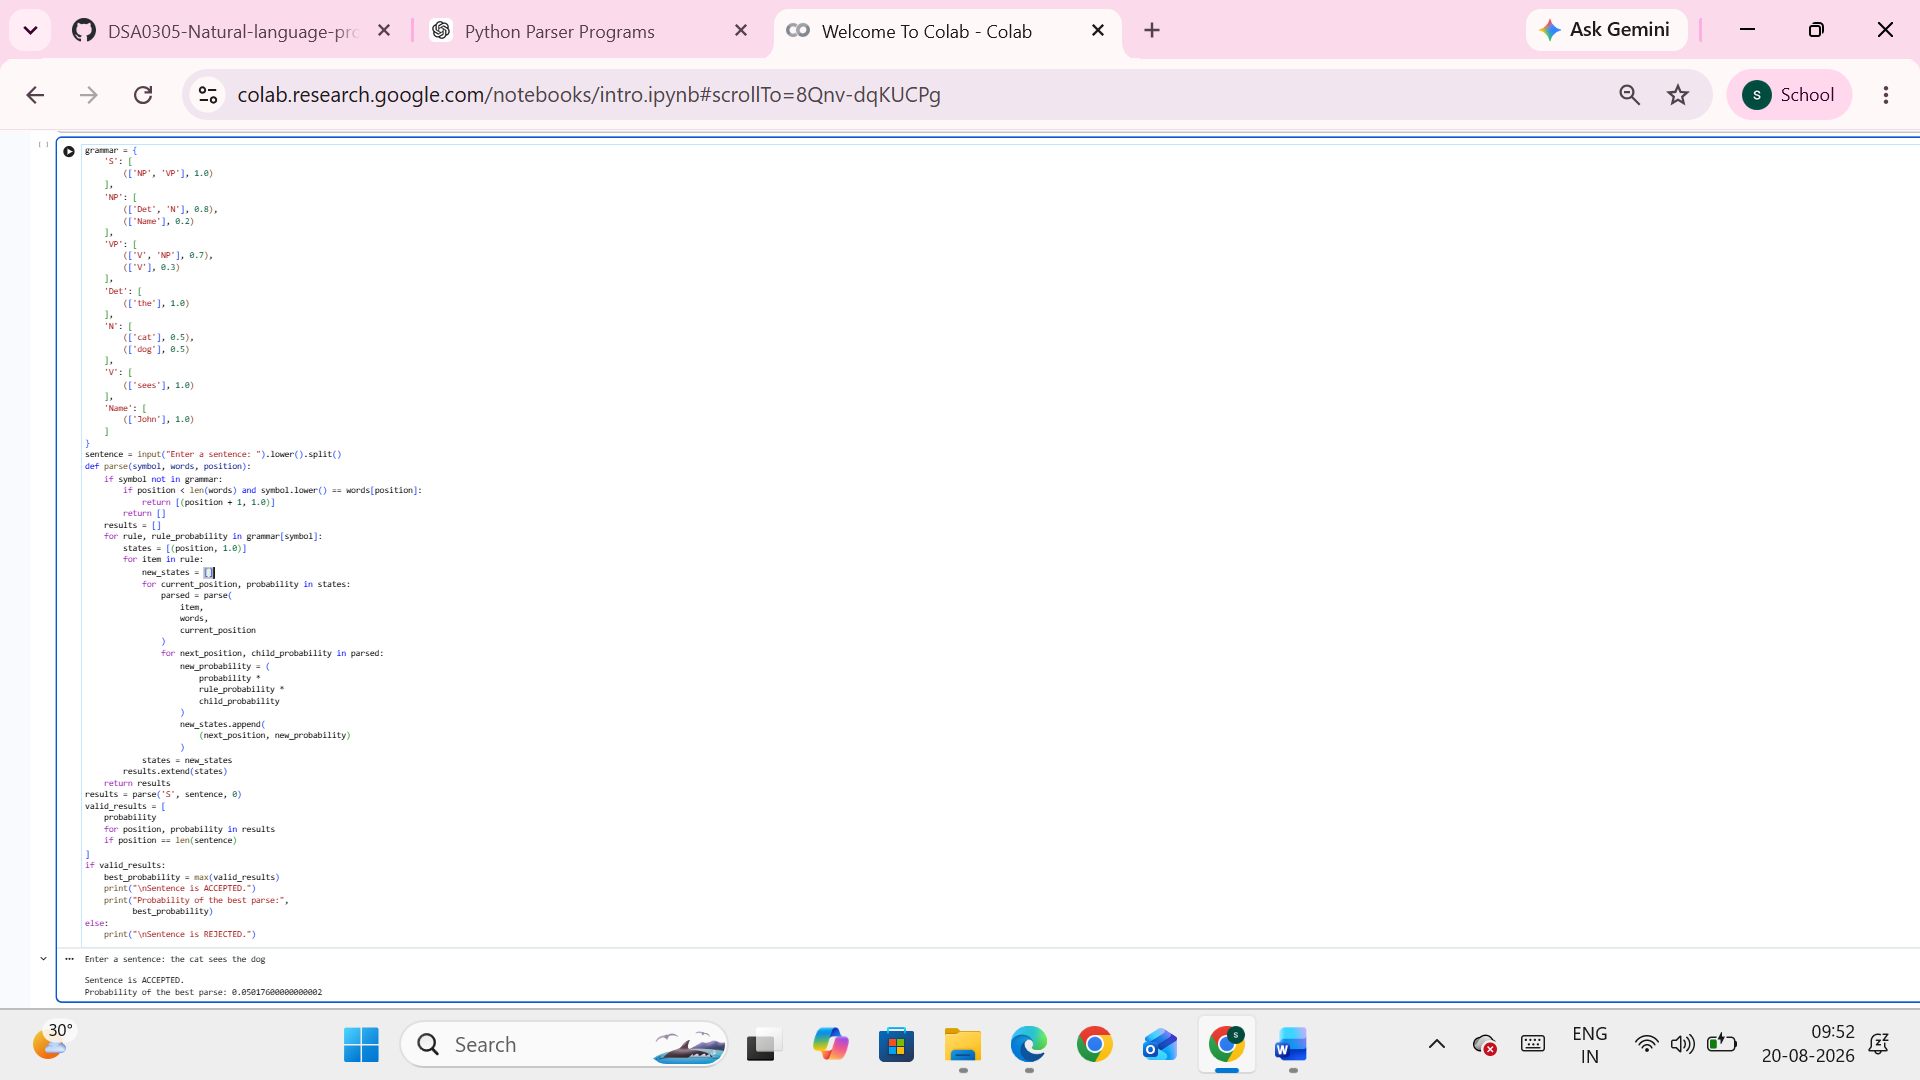 DSA0305-Natural-language-pro
Python Parser Programs
Welcome To Colab - Colab
Ask Gemini
colab.research.google.com/notebooks/intro.ipynb#scrollTo=8Qnv-dqKUCPg
S
School
grammar = {
'S': [
(['NP', 'VP'], 1.0)
],
'NP': [
(['Det', 'N'], 0.8),
(['Name'], 0.2)
],
'VP': [
(['V', 'NP'], 0.7),
(['V'], 0.3)
],
'Det': [
(['the'], 1.0)
],
'N': [
(['cat'], 0.5),
(['dog'], 0.5)
],
'V': [
(['sees'], 1.0)
],
'Name': [
(['John'], 1.0)
]
}
sentence = input("Enter a sentence: ").lower().split()
def parse(symbol, words, position):
if symbol not in grammar:
if position < len(words) and symbol.lower() == words[position]:
return [(position + 1, 1.0)]
return []
results = []
for rule, rule_probability in grammar[symbol]:
states = [(position, 1.0)]
for item in rule:
new_states = []
for current_position, probability in states:
parsed = parse(
item,
words,
current_position
)
for next_position, child_probability in parsed:
new_probability = (
probability *
rule_probability *
child_probability
)
new_states.append(
(next_position, new_probability)
)
states = new_states
results.extend(states)
return results
results = parse('S', sentence, 0)
valid_results = [
probability
for position, probability in results
if position == len(sentence)
]
if valid_results:
best_probability = max(valid_results)
print("\nSentence is ACCEPTED.")
print("Probability of the best parse:",
best_probability)
else:
print("\nSentence is REJECTED.")
Enter a sentence: the cat sees the dog
Sentence is ACCEPTED.
Probability of the best parse: 0.05017600000000002
30°
Search
S
ENG
IN
09:52
20-08-2026